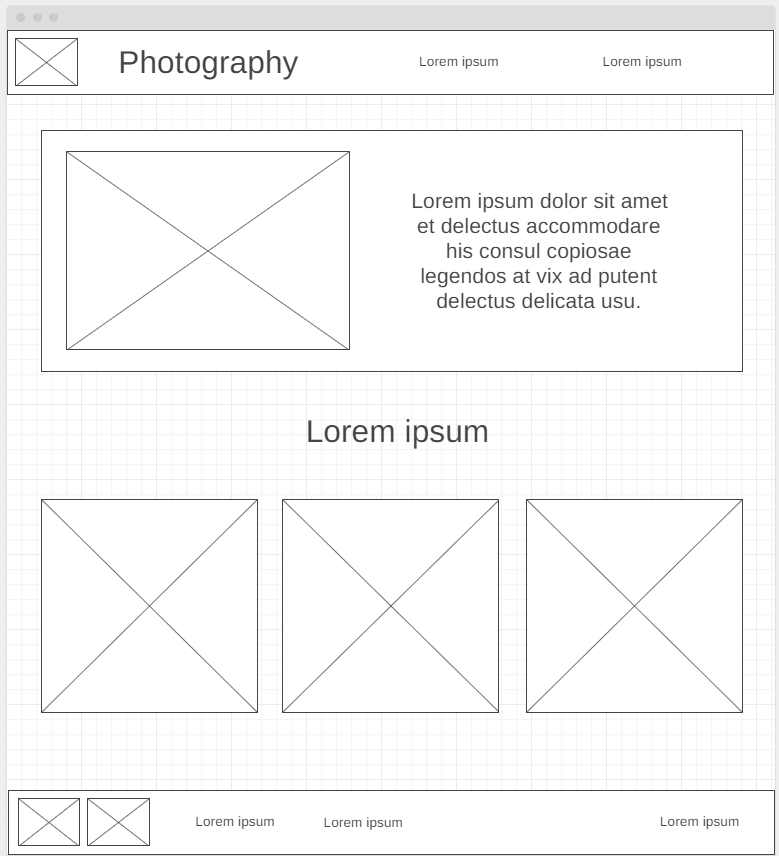 Photography
Lorem ipsum
Lorem ipsum
Lorem ipsum dolor sit amet
et delectus accommodare
his consul copiosae
legendos at vix ad putent
delectus delicata usu.
Lorem ipsum
Lorem ipsum
Lorem ipsum
Lorem ipsum